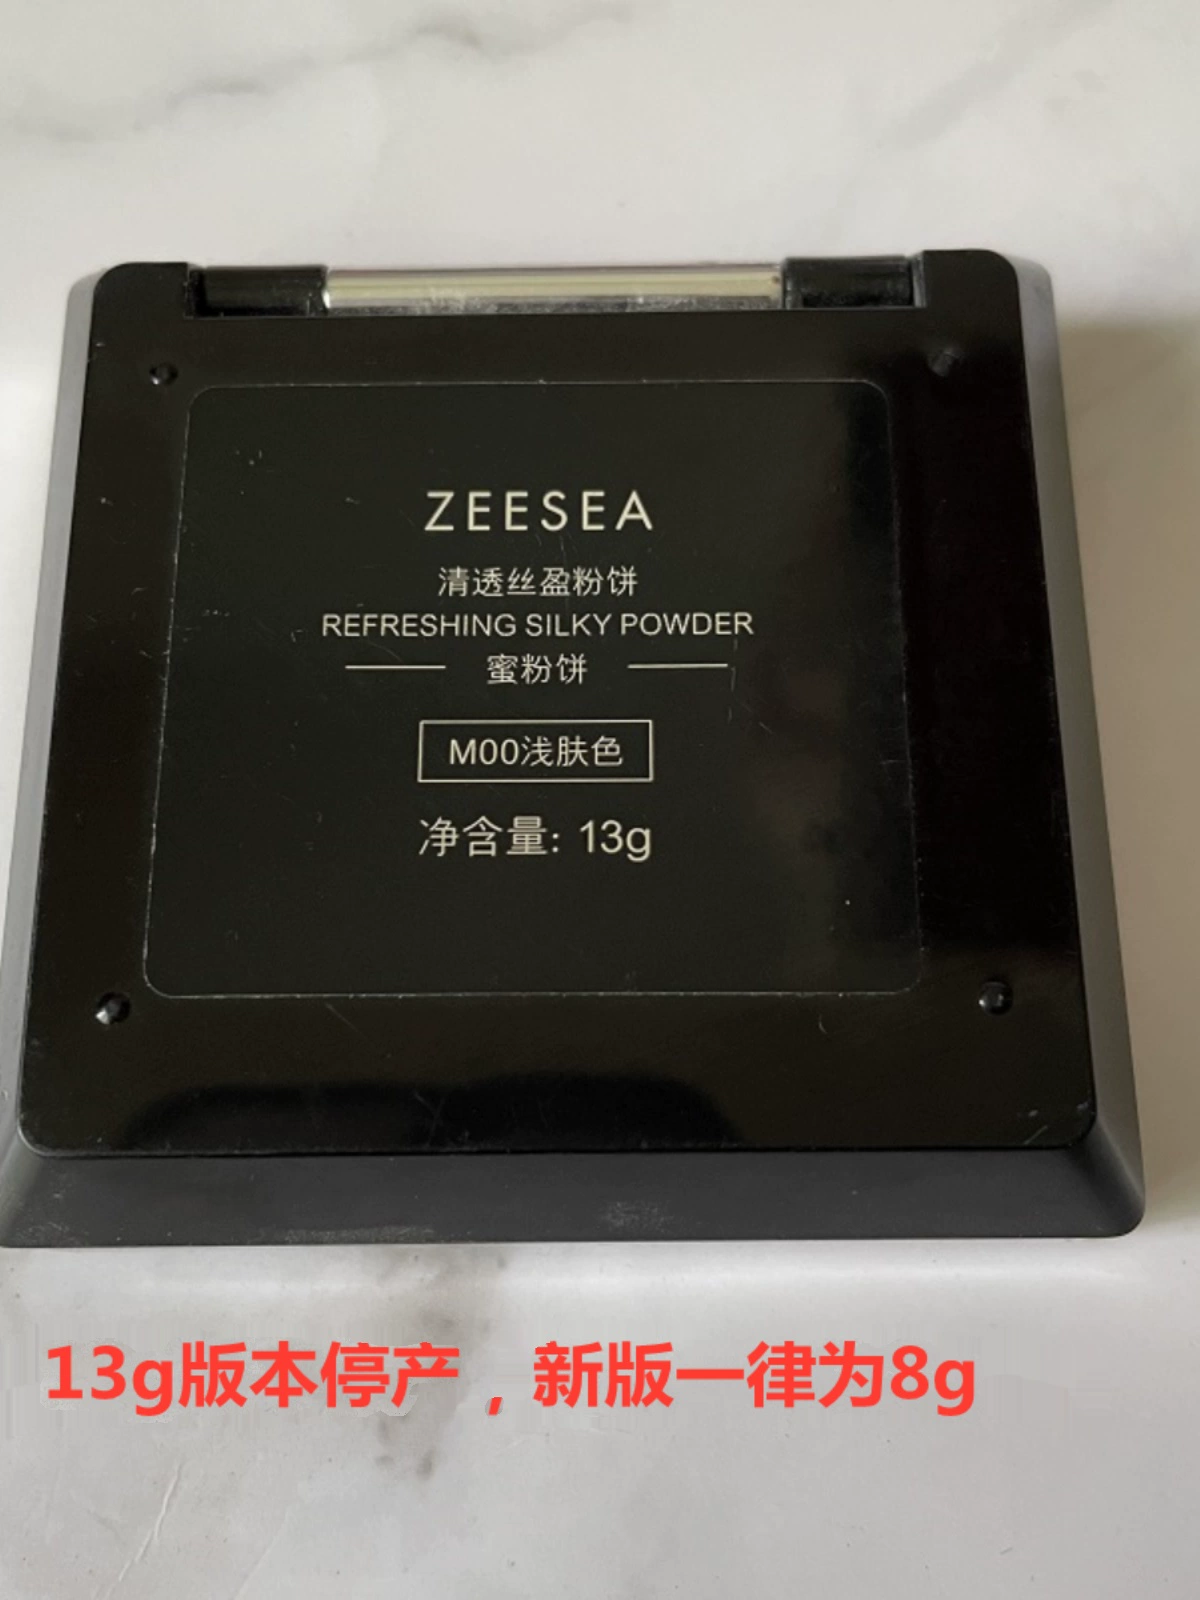 ZEESEA
清透丝盈粉饼
REFRESHING SILKY POWDER
蜜粉饼
M00浅肤色
净含量: 13g
13g版本停产，新版一律为8g